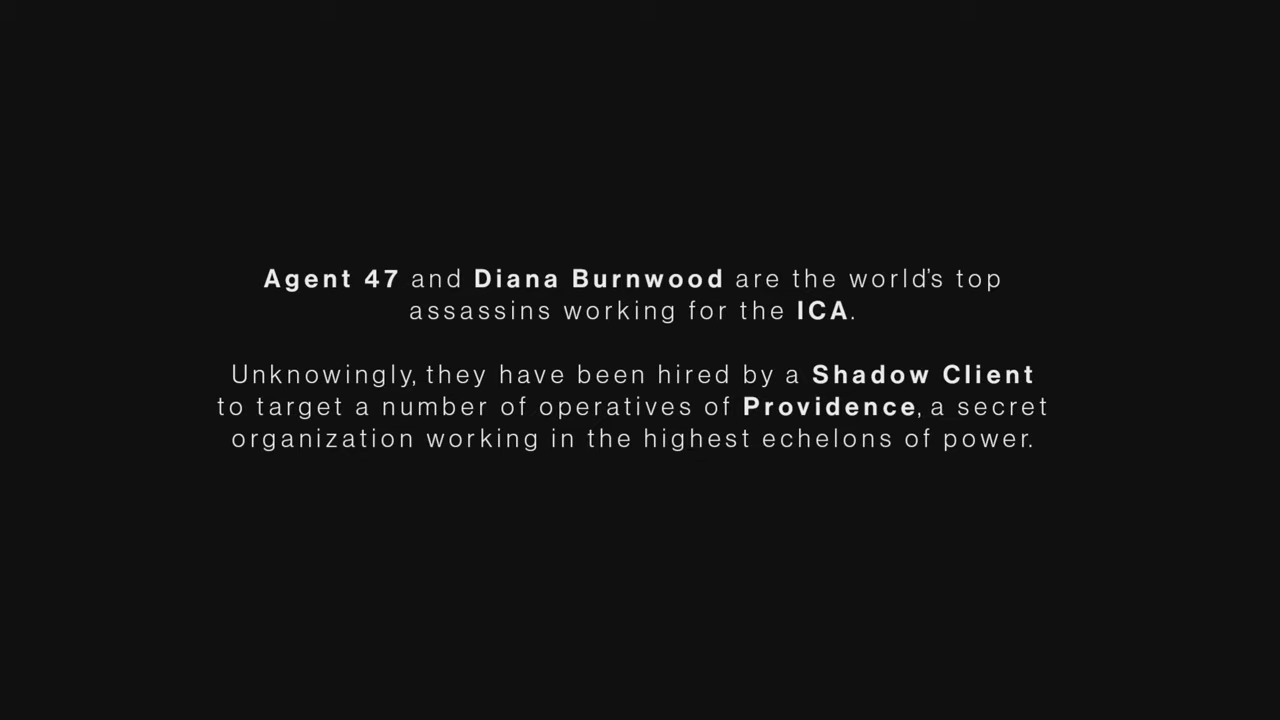 Agent 47 and Diana Burnwood are the world's top
assassins working for the ICA.
Unknowingly, they have been hired by a Shadow Client
to target a number of operatives of Providence, a secret
organization working in the highest echelons of power.